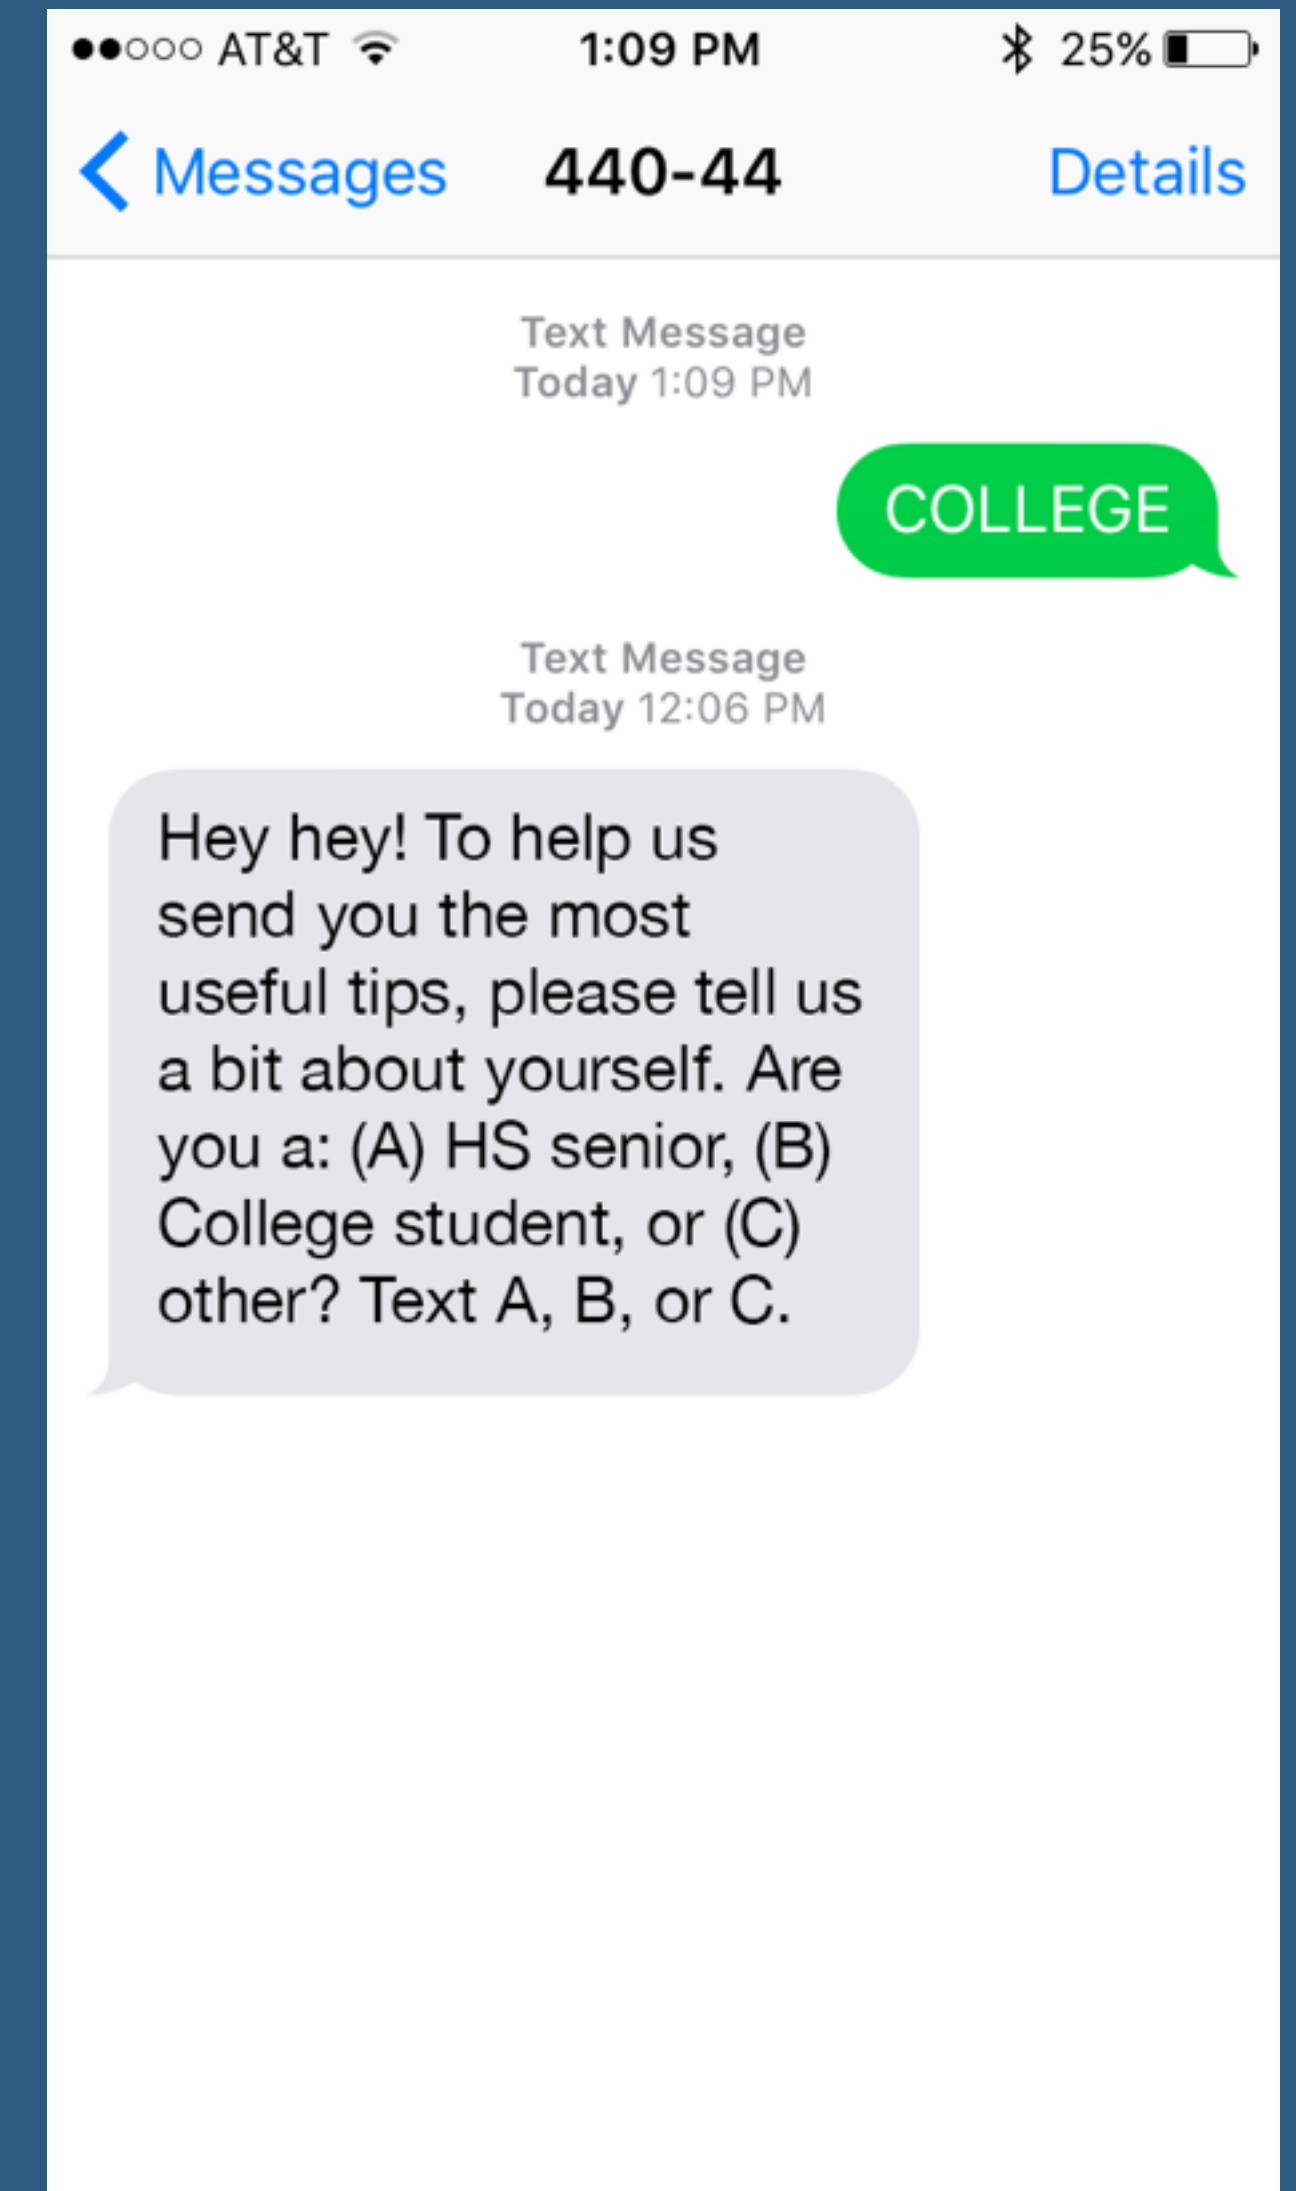 AT&T 1:09 PM 25%
Messages 440-44 Details
Text Message
Today 1:09 PM
COLLEGE
Text Message
Today 12:06 PM
Hey hey! To help us
send you the most
useful tips, please tell us
a bit about yourself. Are
you a: (A) HS senior, (B)
College student, or (C)
other? Text A, B, or C.